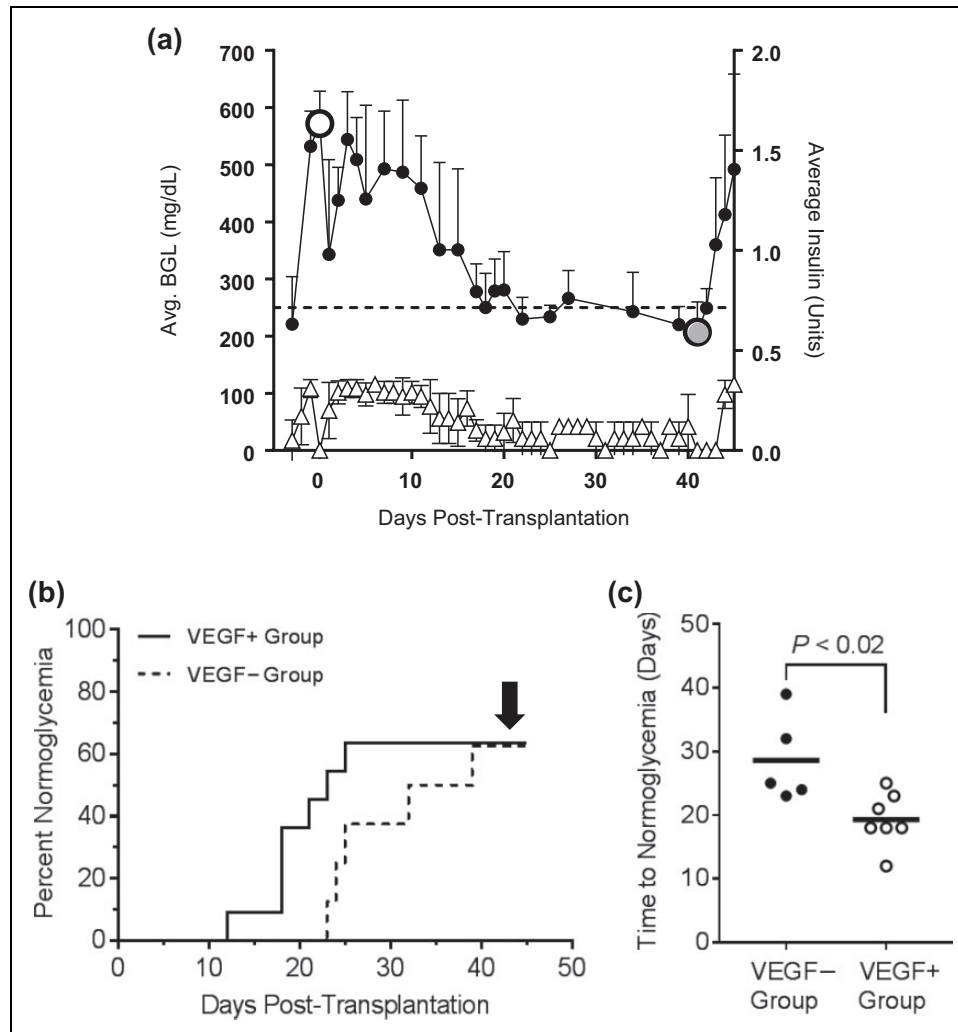 (a)
700
600
500
400
300
200
100
0
Avg. BGL (mg/dL)
2.0
1.5
1.0
0.5
0.0
Average Insulin (Units)
0
10
20
30
40
Days Post-Transplantation
(b)
100
80
60
40
20
0
Percent Normoglycemia
VEGF+ Group
VEGF– Group
0
10
20
30
40
50
Days Post-Transplantation
(c)
50
40
30
20
10
0
Time to Normoglycemia (Days)
P < 0.02
VEGF–
Group
VEGF+
Group